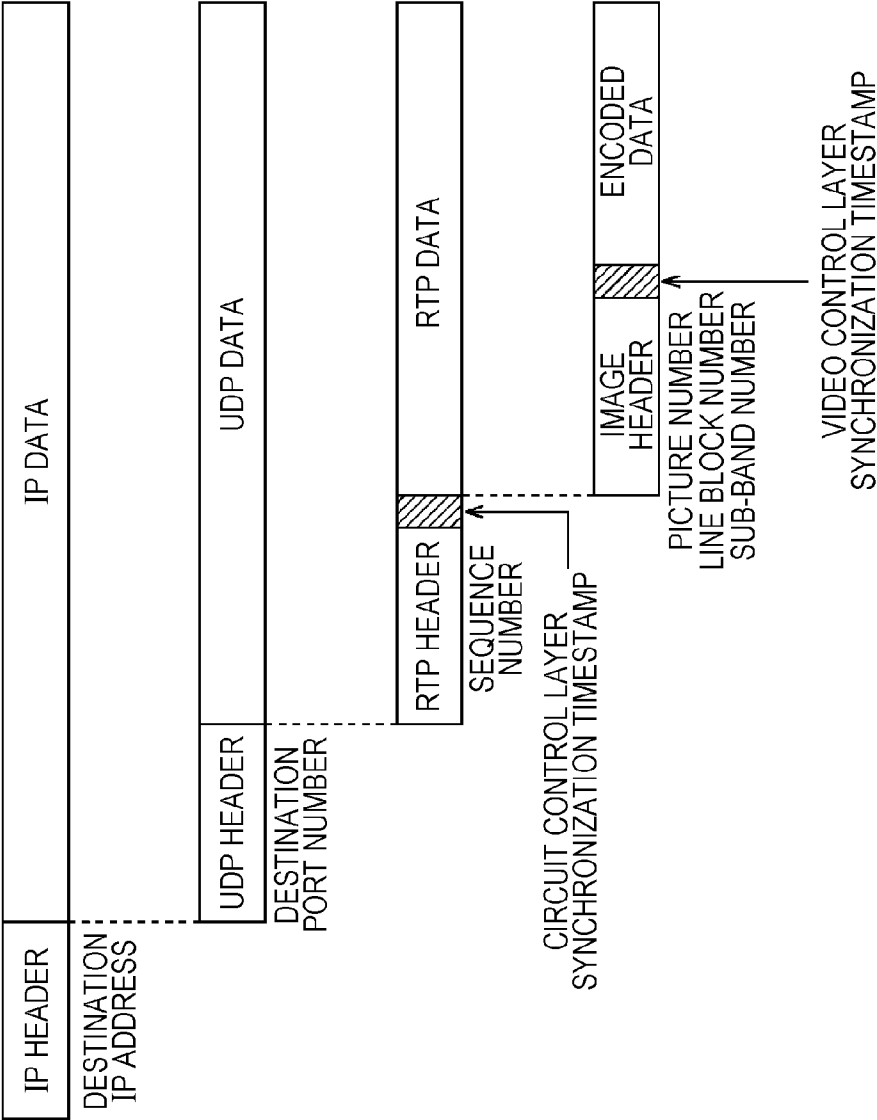 IP HEADER
IP DATA
DESTINATION
IP ADDRESS
UDP HEADER
UDP DATA
DESTINATION
PORT NUMBER
RTP HEADER
RTP DATA
SEQUENCE
NUMBER
CIRCUIT CONTROL LAYER
SYNCHRONIZATION TIMESTAMP
IMAGE
HEADER
ENCODED
DATA
PICTURE NUMBER
LINE BLOCK NUMBER
SUB-BAND NUMBER
VIDEO CONTROL LAYER
SYNCHRONIZATION TIMESTAMP